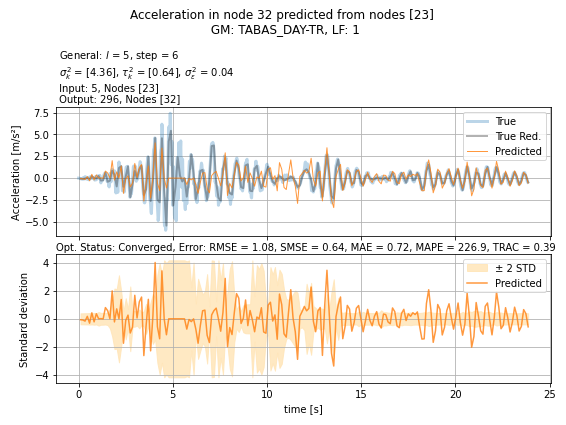 Acceleration in node 32 predicted from nodes [23]
GM: TABAS_DAY-TR, LF: 1
General: l = 5, step = 6
σ²ₖ = [4.36], τ²ₖ = [0.64], σ²ₑ = 0.04
Input: 5, Nodes [23]
Output: 296, Nodes [32]
Acceleration [m/s²]
7.5
5.0
2.5
0.0
−2.5
−5.0
True
True Red.
Predicted
Opt. Status: Converged, Error: RMSE = 1.08, SMSE = 0.64, MAE = 0.72, MAPE = 226.9, TRAC = 0.39
Standard deviation
4
2
0
−2
−4
± 2 STD
Predicted
0
5
10
15
20
25
time [s]